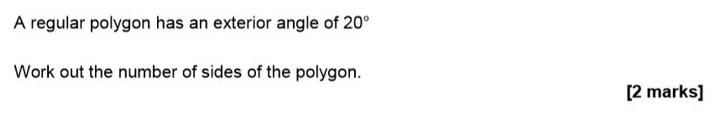 A regular polygon has an exterior angle of 20°
Work out the number of sides of the polygon.
[2 marks]